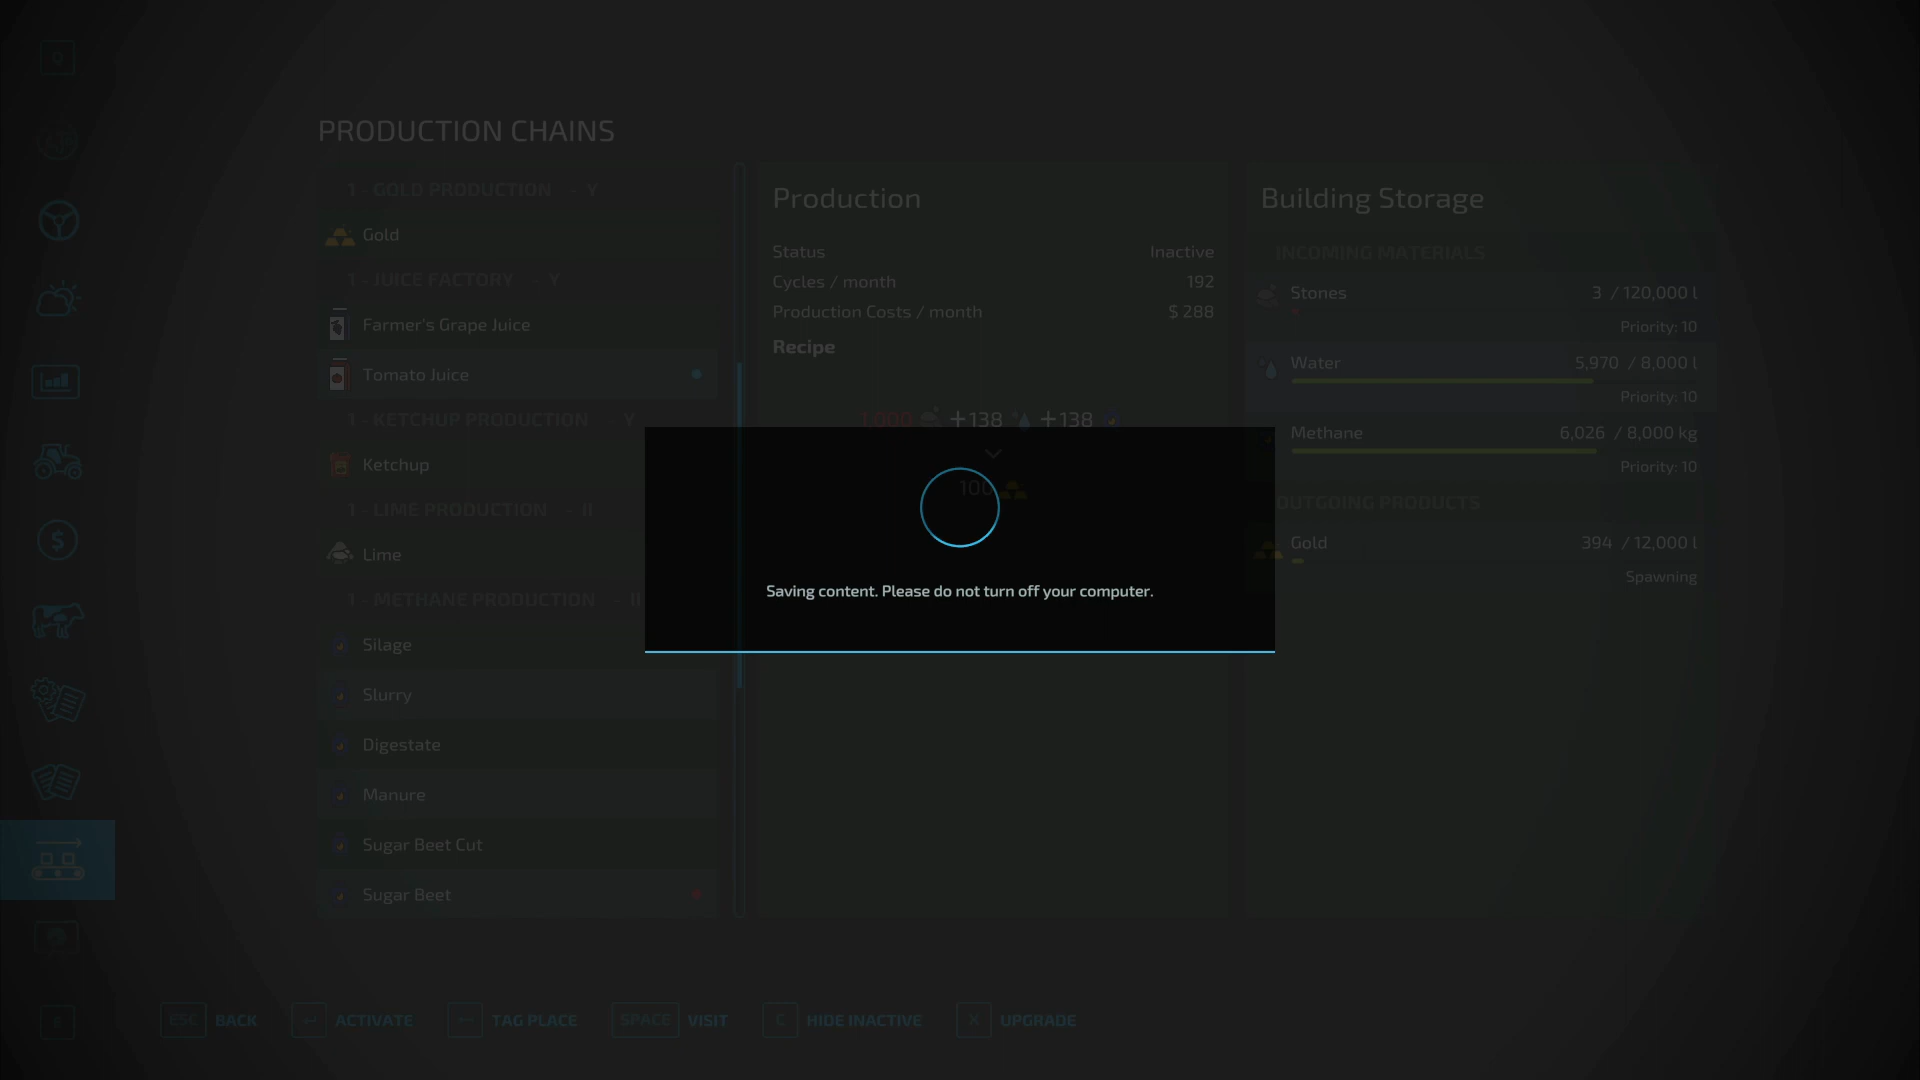 Q
PRODUCTION CHAINS
1 - GOLD PRODUCTION - Y
Gold
1 - JUICE FACTORY - Y
Farmer's Grape Juice
Tomato Juice
1 - KETCHUP PRODUCTION - Y
Ketchup
1 - LIME PRODUCTION - II
Lime
1 - METHANE PRODUCTION - II
Silage
Slurry
Digestate
Manure
Sugar Beet Cut
Sugar Beet
Production
Status Inactive
Cycles / month 192
Production Costs / month $ 288
Recipe
1,000 +138 +138
100
Saving content. Please do not turn off your computer.
Building Storage
INCOMING MATERIALS
Stones 3 / 120,000 l
Priority: 10
Water 5,970 / 8,000 l
Priority: 10
Methane 6,026 / 8,000 kg
Priority: 10
OUTGOING PRODUCTS
Gold 394 / 12,000 l
Spawning
E
ESC BACK ACTIVATE TAG PLACE SPACE VISIT C HIDE INACTIVE X UPGRADE